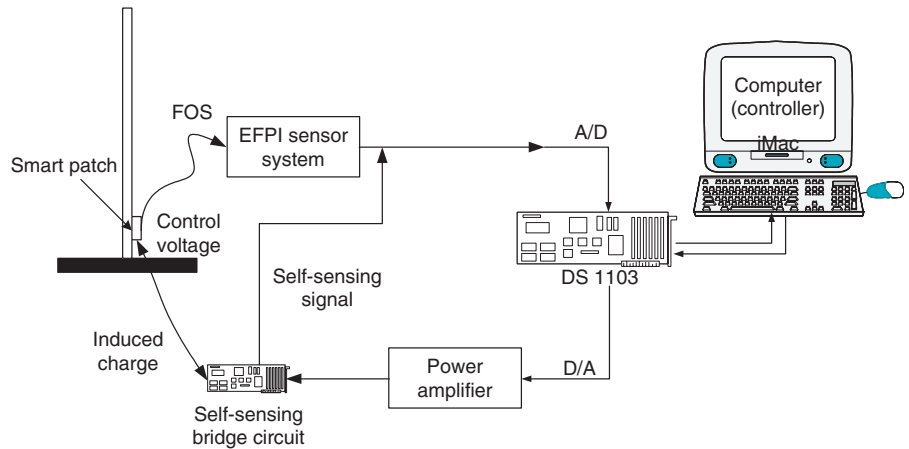 FOS
EFPI sensor
system
A/D
Computer
(controller)
iMac
Smart patch
Control
voltage
Self-sensing
signal
DS 1103
Induced
charge
Power
amplifier
D/A
Self-sensing
bridge circuit